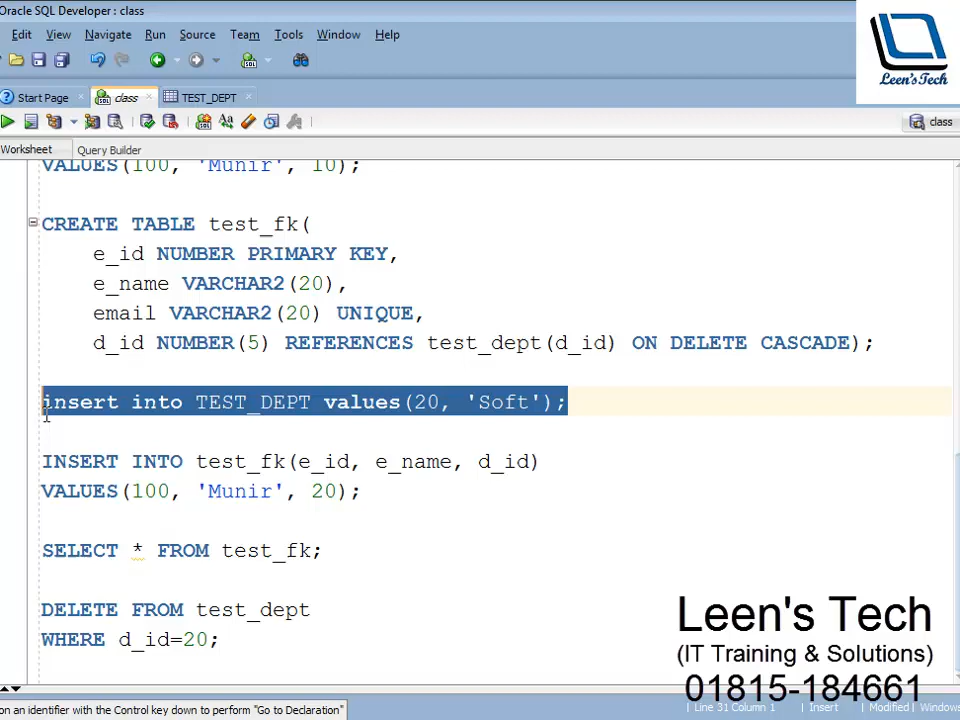 Oracle SQL Developer : class
Edit View Navigate Run Source Team Tools Window Help
Leen'sTech
Start Page class TEST_DEPT
class
Worksheet Query Builder
VALUES(100, 'Munir', 10);
CREATE TABLE test_fk(
e_id NUMBER PRIMARY KEY,
e_name VARCHAR2(20),
email VARCHAR2(20) UNIQUE,
d_id NUMBER(5) REFERENCES test_dept(d_id) ON DELETE CASCADE);
insert into TEST_DEPT values(20, 'Soft');
INSERT INTO test_fk(e_id, e_name, d_id)
VALUES(100, 'Munir', 20);
SELECT * FROM test_fk;
DELETE FROM test_dept
WHERE d_id=20;
Leen's Tech
(IT Training & Solutions)
01815-184661
on an identifier with the Control key down to perform "Go to Declaration"
Line 31 Column 1 Insert Modified Windows